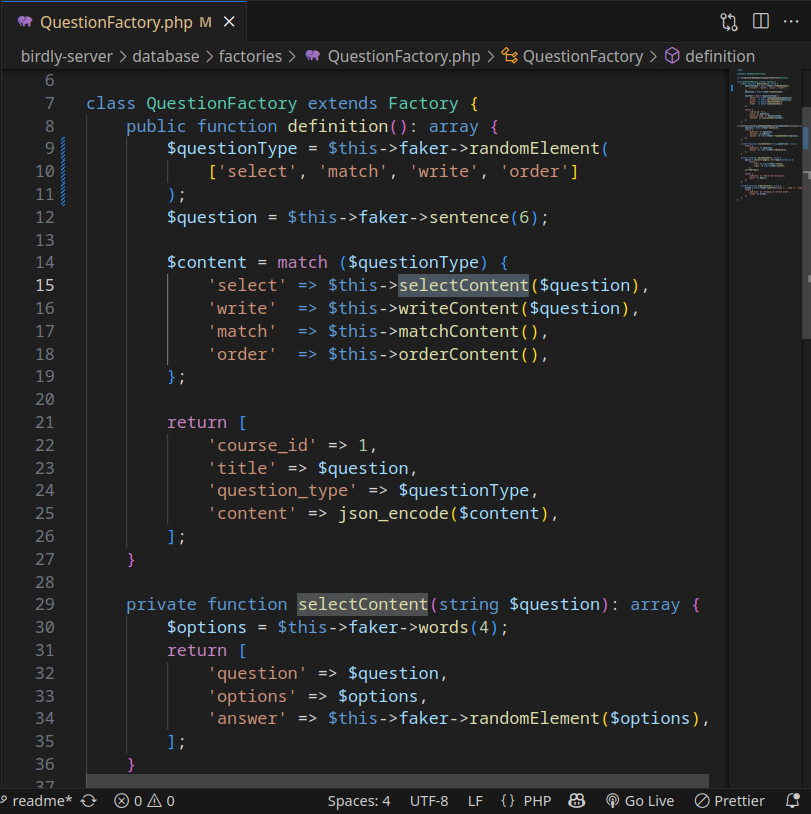 QuestionFactory.php M ×
birdly-server > database > factories > QuestionFactory.php > QuestionFactory > definition
6
7 class QuestionFactory extends Factory {
8     public function definition(): array {
9         $questionType = $this->faker->randomElement(
10             ['select', 'match', 'write', 'order']
11         );
12         $question = $this->faker->sentence(6);
13
14         $content = match ($questionType) {
15             'select' => $this->selectContent($question),
16             'write'  => $this->writeContent($question),
17             'match'  => $this->matchContent(),
18             'order'  => $this->orderContent(),
19         };
20
21         return [
22             'course_id' => 1,
23             'title' => $question,
24             'question_type' => $questionType,
25             'content' => json_encode($content),
26         ];
27     }
28
29     private function selectContent(string $question): array {
30         $options = $this->faker->words(4);
31         return [
32             'question' => $question,
33             'options' => $options,
34             'answer' => $this->faker->randomElement($options),
35         ];
36     }
37
readme* 0 0 Spaces: 4 UTF-8 LF {} PHP Go Live Prettier